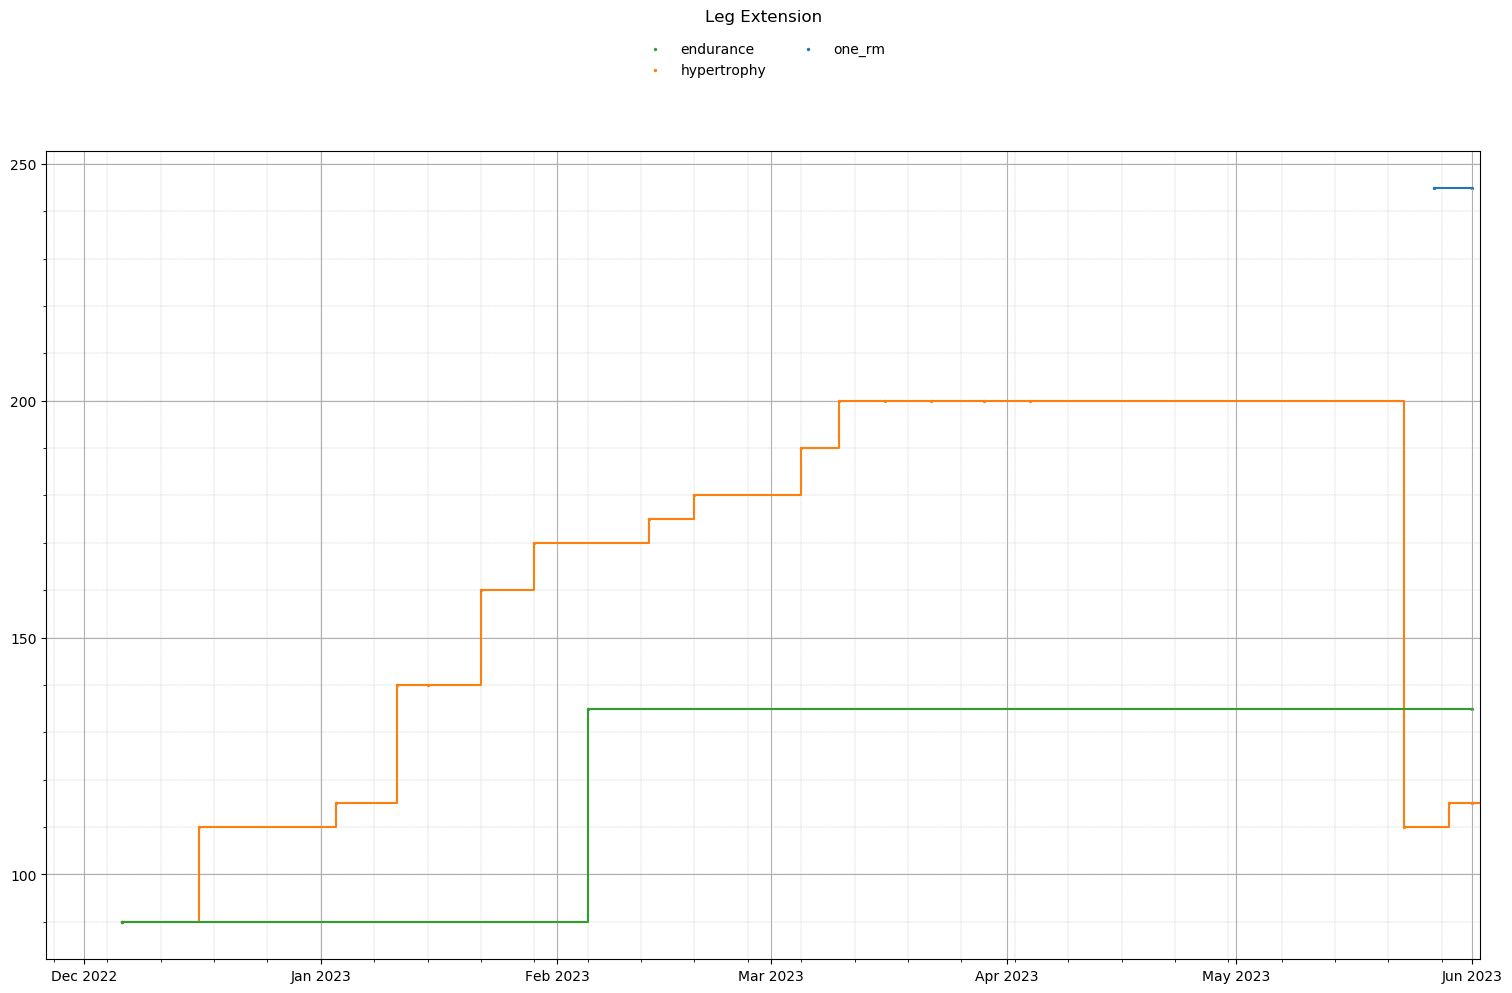 Leg Extension
endurance one_rm
hypertrophy
250
200
150
100
Dec 2022 Jan 2023 Feb 2023 Mar 2023 Apr 2023 May 2023 Jun 2023